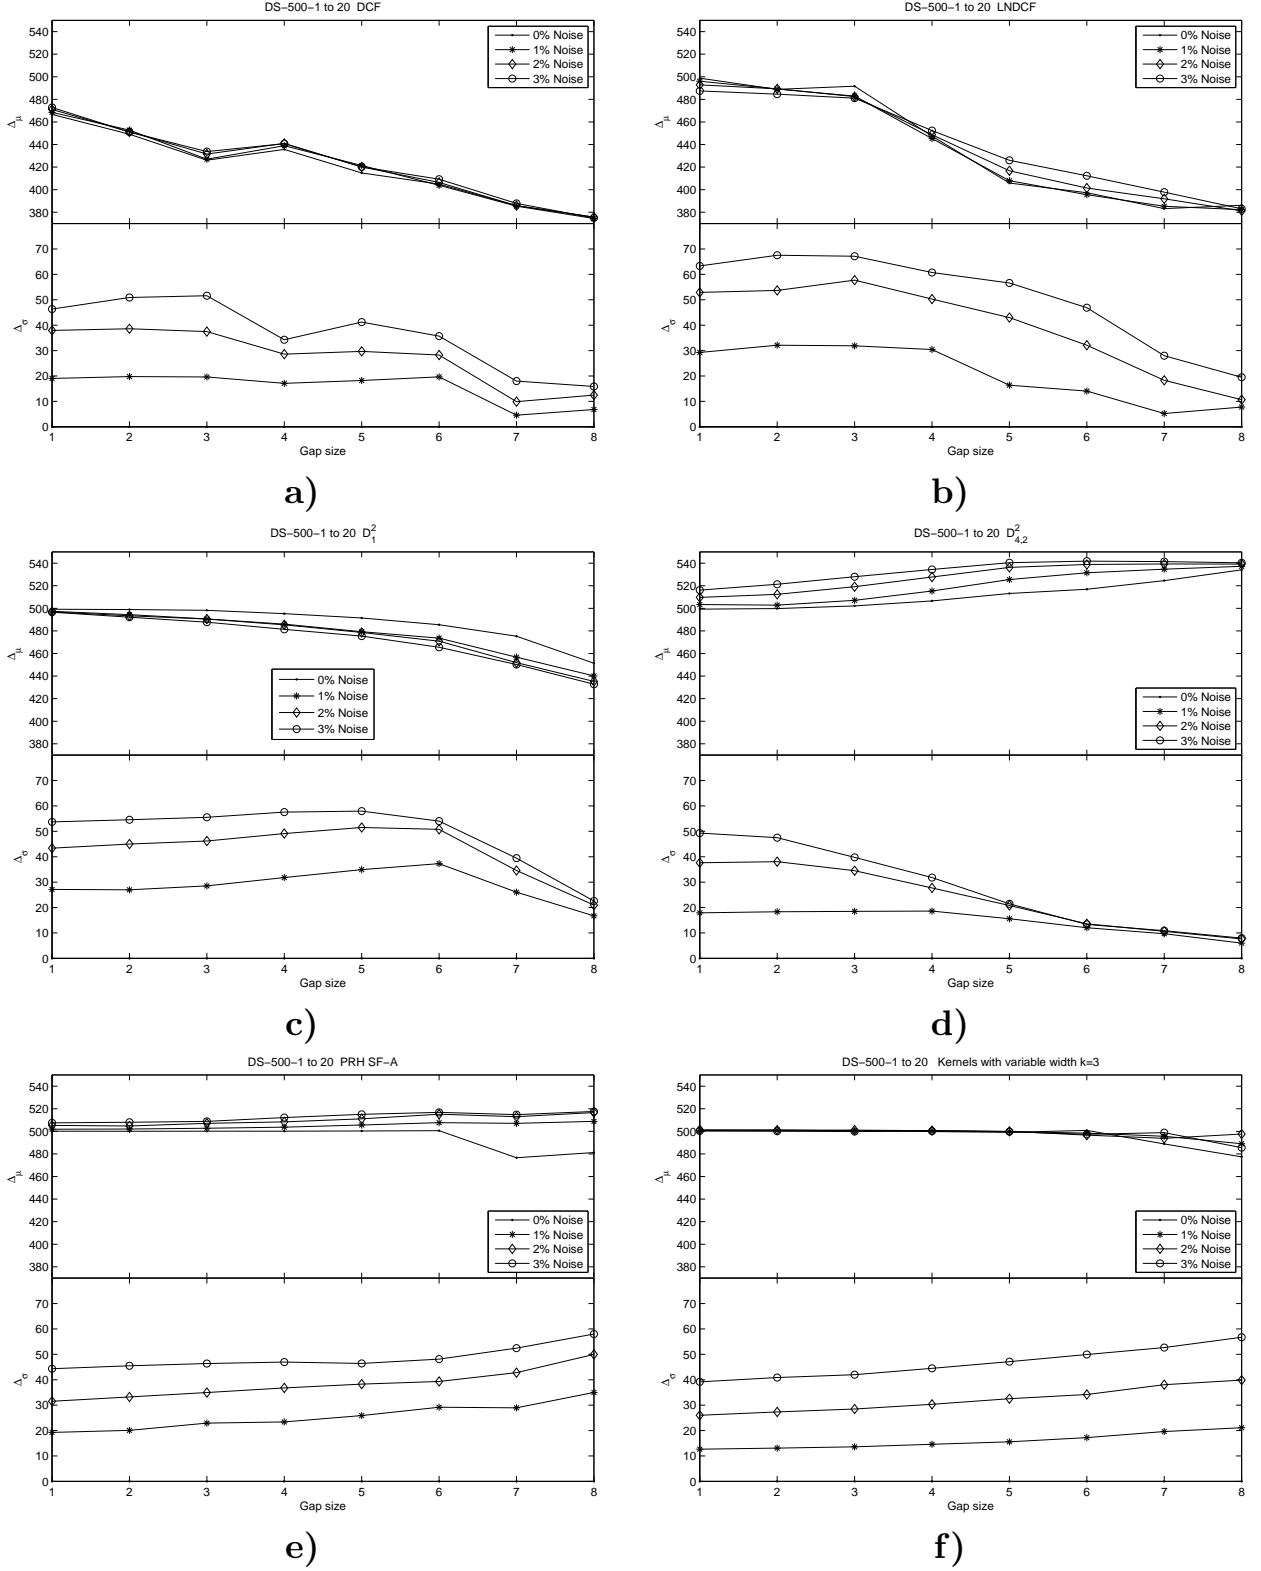 DS-500-1 to 20 DCF
540
520
500
480
460
440
420
400
380
Δμ
0% Noise
1% Noise
2% Noise
3% Noise
70
60
50
40
30
20
10
0
Δσ
1 2 3 4 5 6 7 8
Gap size
a)
DS-500-1 to 20 LNDCF
540
520
500
480
460
440
420
400
380
Δμ
0% Noise
1% Noise
2% Noise
3% Noise
70
60
50
40
30
20
10
0
Δσ
1 2 3 4 5 6 7 8
Gap size
b)
DS-500-1 to 20 D₁²
540
520
500
480
460
440
420
400
380
Δμ
0% Noise
1% Noise
2% Noise
3% Noise
70
60
50
40
30
20
10
0
Δσ
1 2 3 4 5 6 7 8
Gap size
c)
DS-500-1 to 20 D²4,2
540
520
500
480
460
440
420
400
380
Δμ
0% Noise
1% Noise
2% Noise
3% Noise
70
60
50
40
30
20
10
0
Δσ
1 2 3 4 5 6 7 8
Gap size
d)
DS-500-1 to 20 PRH SF-A
540
520
500
480
460
440
420
400
380
Δμ
0% Noise
1% Noise
2% Noise
3% Noise
70
60
50
40
30
20
10
0
Δσ
1 2 3 4 5 6 7 8
Gap size
e)
DS-500-1 to 20 Kernels with variable width k=3
540
520
500
480
460
440
420
400
380
Δμ
0% Noise
1% Noise
2% Noise
3% Noise
70
60
50
40
30
20
10
0
Δσ
1 2 3 4 5 6 7 8
Gap size
f)